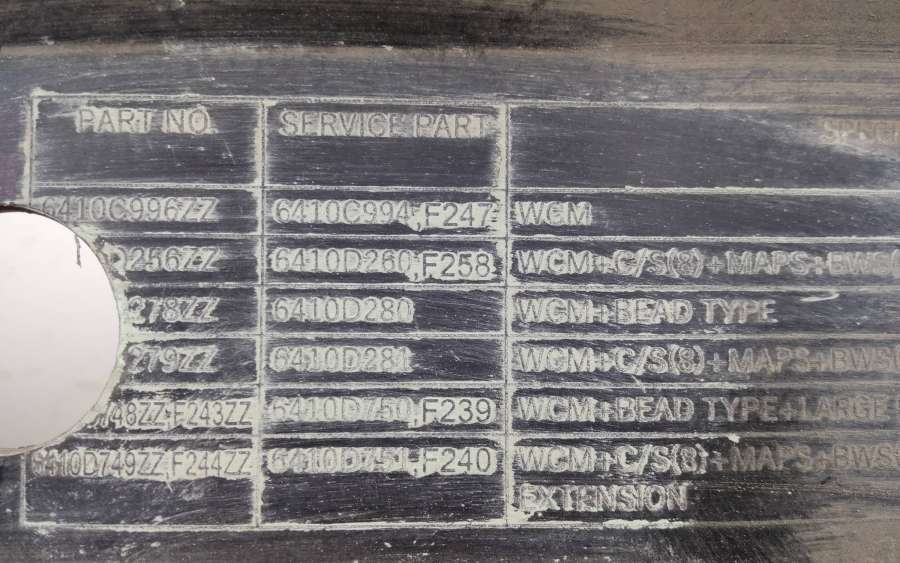 PART NO. SERVICE PART
6410C996ZZ 6410C994,F247 WCM
D256ZZ 6410D260,F258 WCM+C/S(8)+MAPS+BWS(
278ZZ 6410D280 WCM+BEAD TYPE
279ZZ 6410D281 WCM+C/S(8)+MAPS+BWS(
748ZZ,F243ZZ 6410D750,F239 WCM+BEAD TYPE+LARGE
6410D749ZZ,F244ZZ 6410D751,F240 WCM+C/S(8)+MAPS+BWS(
EXTENSION